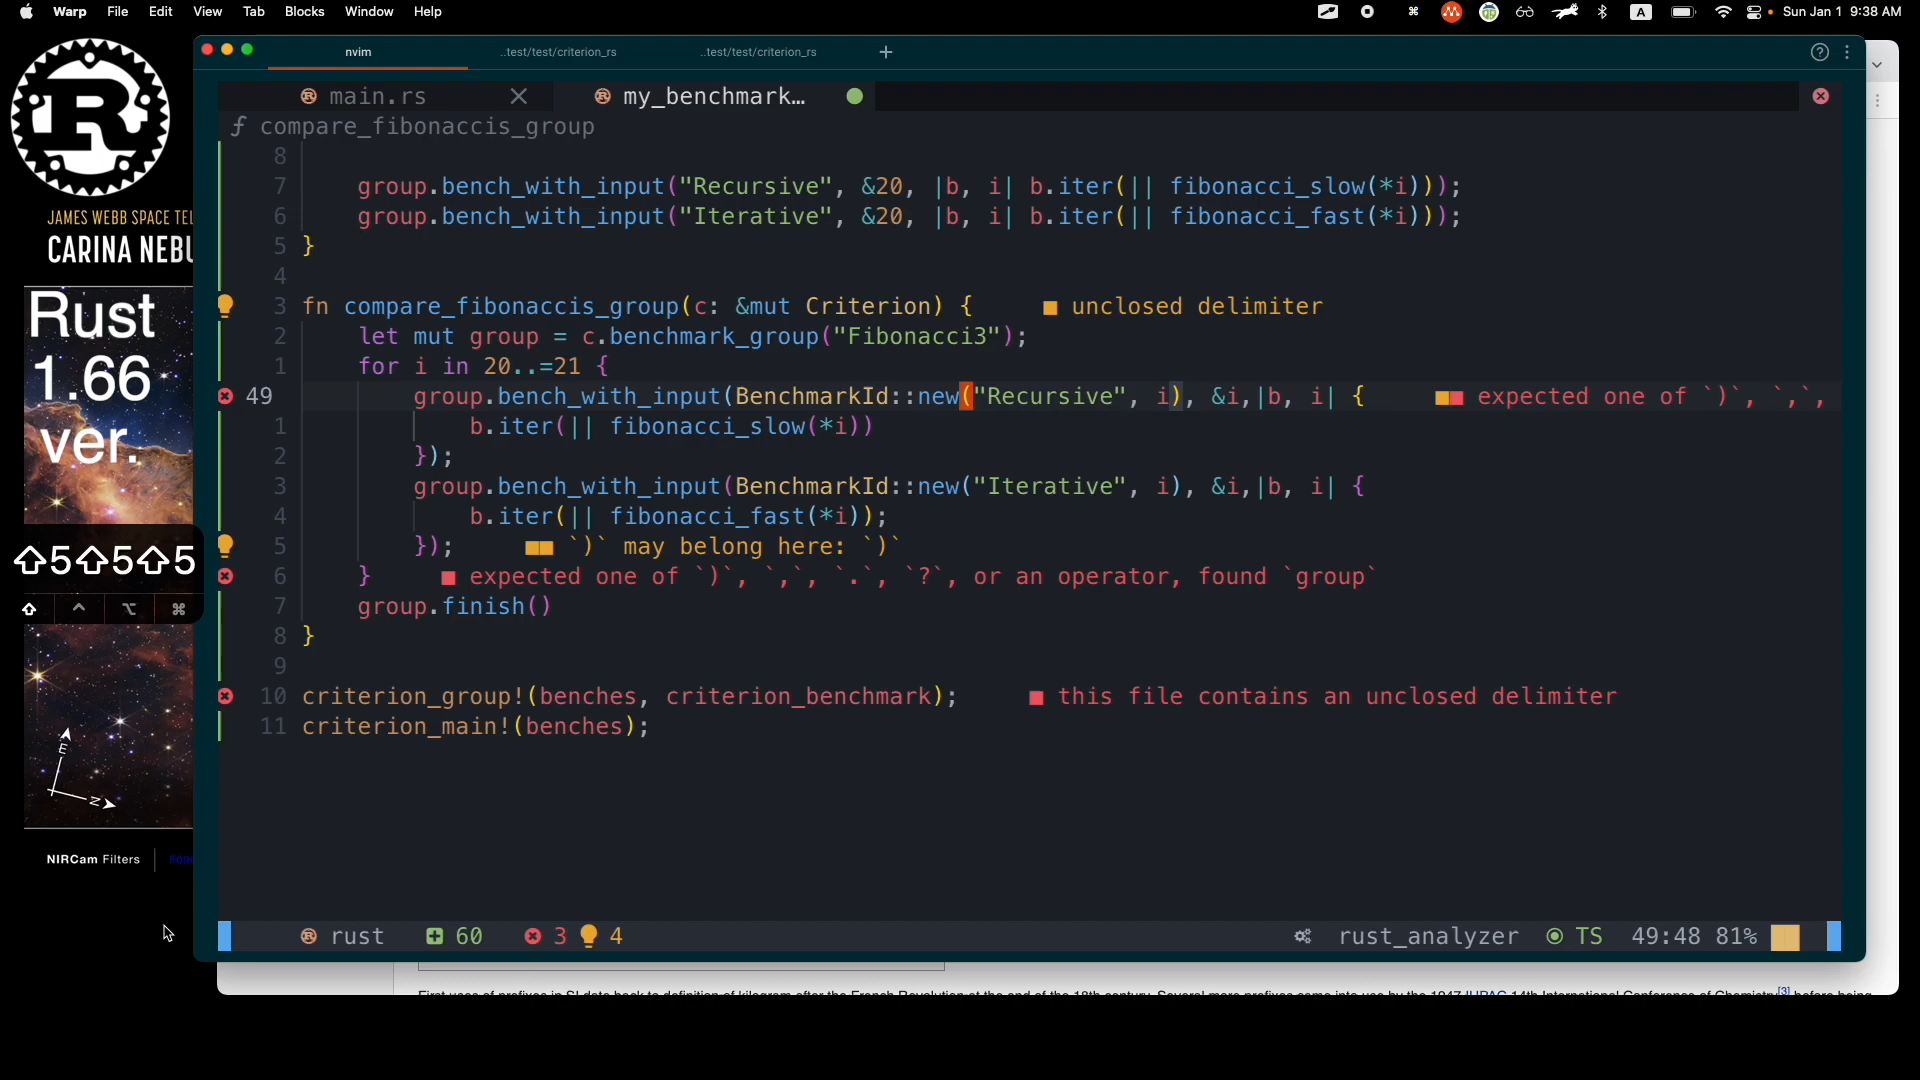 Warp File Edit View Tab Blocks Window Help
A
Sun Jan 1 9:38 AM
nvim
..test/test/criterion_rs
..test/test/criterion_rs
+
main.rs
my_benchmark…
ƒ compare_fibonaccis_group
8
7 group.bench_with_input("Recursive", &20, |b, i| b.iter(|| fibonacci_slow(*i)));
6 group.bench_with_input("Iterative", &20, |b, i| b.iter(|| fibonacci_fast(*i)));
5 }
4
3 fn compare_fibonaccis_group(c: &mut Criterion) { ■ unclosed delimiter
2 let mut group = c.benchmark_group("Fibonacci3");
1 for i in 20..=21 {
49 group.bench_with_input(BenchmarkId::new("Recursive", i), &i,|b, i| { ■■ expected one of `)`, `,`,
1 b.iter(|| fibonacci_slow(*i))
2 });
3 group.bench_with_input(BenchmarkId::new("Iterative", i), &i,|b, i| {
4 b.iter(|| fibonacci_fast(*i));
5 }); ■■ `)` may belong here: `)`
6 } ■ expected one of `)`, `,`, `.`, `?`, or an operator, found `group`
7 group.finish()
8 }
9
10 criterion_group!(benches, criterion_benchmark); ■ this file contains an unclosed delimiter
11 criterion_main!(benches);
rust 60 3 4 rust_analyzer TS 49:48 81%
JAMES WEBB SPACE TEL
CARINA NEBU
Rust
1.66
ver.
⇧5⇧5⇧5
⇧ ^ ⌥ ⌘
E
N
NIRCam Filters